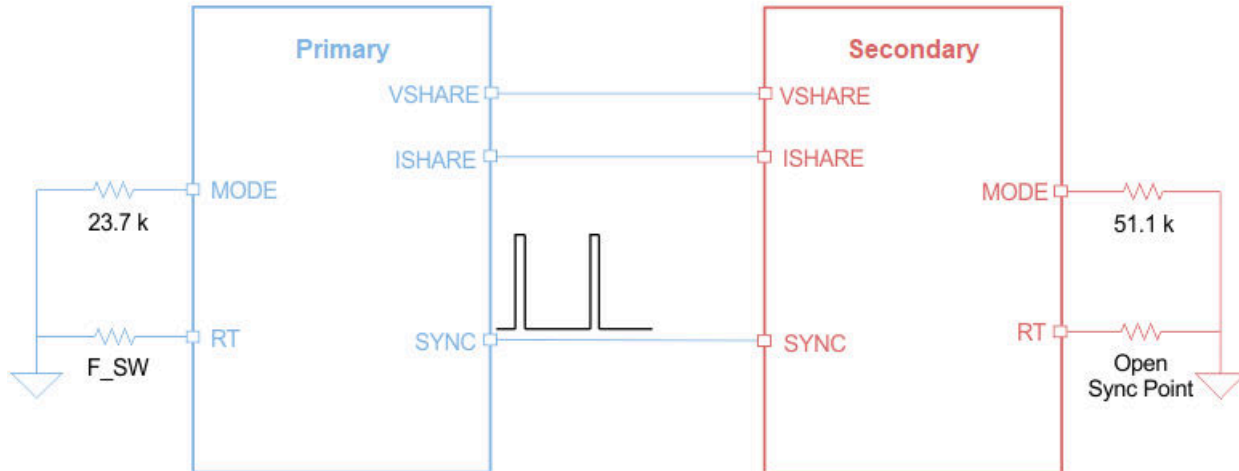 Primary
Secondary
VSHARE
VSHARE
ISHARE
ISHARE
MODE
MODE
23.7 k
51.1 k
RT
SYNC
SYNC
RT
F_SW
Open
Sync Point